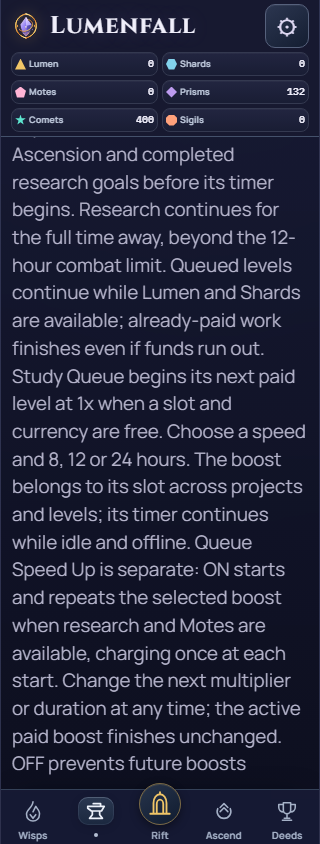 LUMENFALL
Lumen 0
Shards 0
Motes 0
Prisms 132
Comets 400
Sigils 0
Ascension and completed
research goals before its timer
begins. Research continues for
the full time away, beyond the 12-
hour combat limit. Queued levels
continue while Lumen and Shards
are available; already-paid work
finishes even if funds run out.
Study Queue begins its next paid
level at 1x when a slot and
currency are free. Choose a speed
and 8, 12 or 24 hours. The boost
belongs to its slot across projects
and levels; its timer continues
while idle and offline. Queue
Speed Up is separate: ON starts
and repeats the selected boost
when research and Motes are
available, charging once at each
start. Change the next multiplier
or duration at any time; the active
paid boost finishes unchanged.
OFF prevents future boosts
Wisps
Rift
Ascend
Deeds